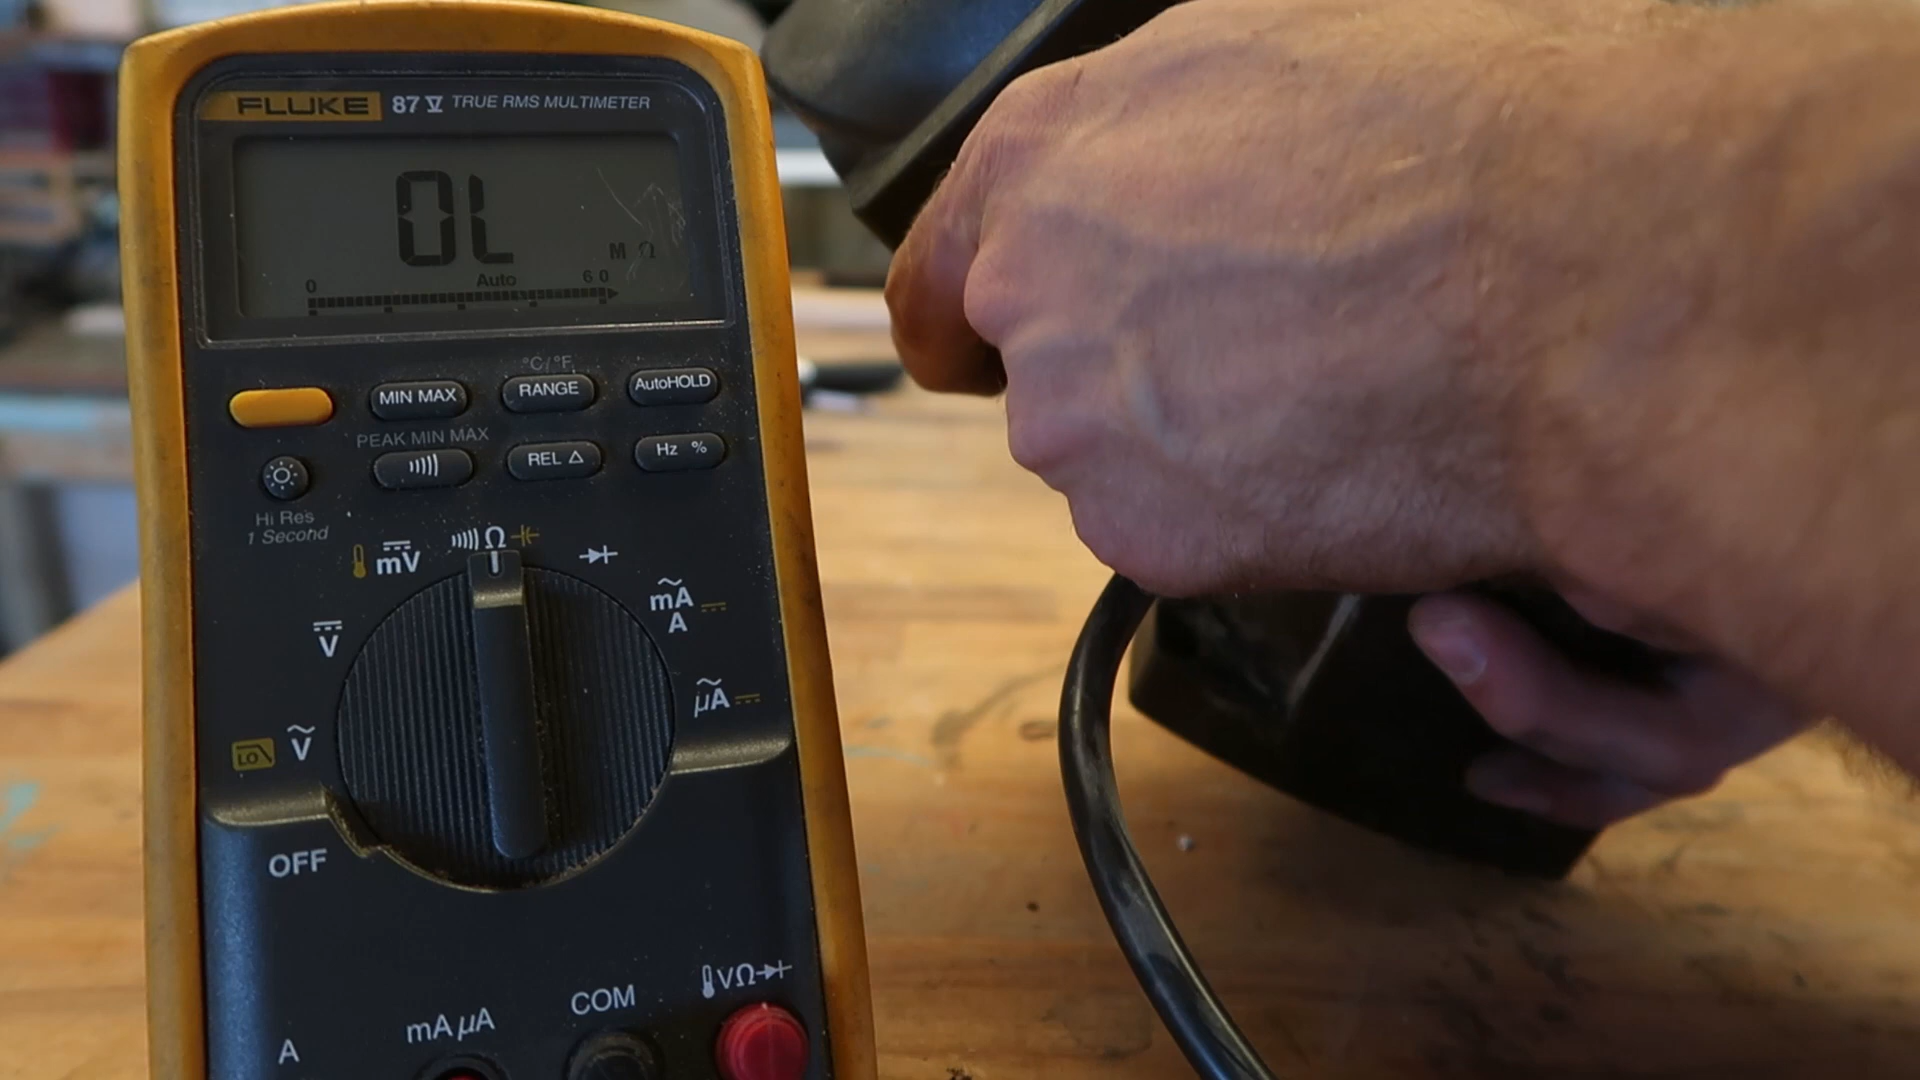 FLUKE 87 V TRUE RMS MULTIMETER
OL
M Ω
Auto
0 60
°C/°F
MIN MAX RANGE AutoHOLD
PEAK MIN MAX
REL Δ Hz %
Hi Res
1 Second
mV Ω
mA
A
V
µA
LO V
OFF
VΩ
COM
mA µA
A